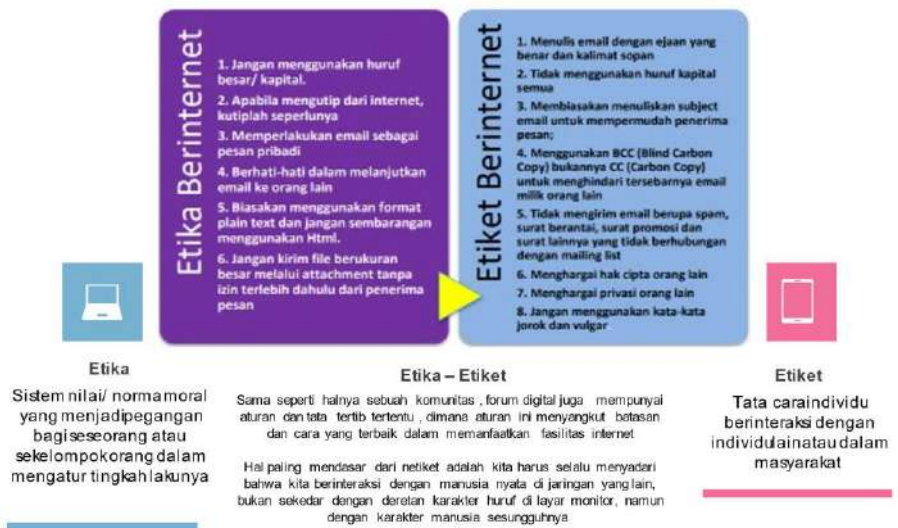 Etika Berinternet
1. Jangan menggunakan huruf
besar/ kapital.
2. Apabila mengutip dari internet,
kutiplah seperlunya
3. Memperlakukan email sebagai
pesan pribadi
4. Berhati-hati dalam melanjutkan
email ke orang lain
5. Biasakan menggunakan format
plain text dan jangan sembarangan
menggunakan Html.
6. Jangan kirim file berukuran
besar melalui attachment tanpa
izin terlebih dahulu dari penerima
pesan
Etiket Berinternet
1. Menulis email dengan ejaan yang
benar dan kalimat sopan
2. Tidak menggunakan huruf kapital
semua
3. Membiasakan menuliskan subject
email untuk mempermudah penerima
pesan;
4. Menggunakan BCC (Blind Carbon
Copy) bukannya CC (Carbon Copy)
untuk menghindari tersebarnya email
milik orang lain
5. Tidak mengirim email berupa spam,
surat berantai, surat promosi dan
surat lainnya yang tidak berhubungan
dengan mailing list
6. Menghargai hak cipta orang lain
7. Menghargai privasi orang lain
8. Jangan menggunakan kata-kata
jorok dan vulgar
Etika
Sistem nilai/ norma moral
yang menjadi pegangan
bagi seseorang atau
sekelompok orang dalam
mengatur tingkah lakunya
Etika – Etiket
Sama seperti halnya sebuah komunitas , forum digital juga mempunyai
aturan dan tata tertib tertentu , dimana aturan ini menyangkut batasan
dan cara yang terbaik dalam memanfaatkan fasilitas internet
Hal paling mendasar dari netiket adalah kita harus selalu menyadari
bahwa kita berinteraksi dengan manusia nyata di jaringan yang lain,
bukan sekedar dengan deretan karakter huruf di layar monitor, namun
dengan karakter manusia sesungguhnya
Etiket
Tata cara individu
berinteraksi dengan
individu lain atau dalam
masyarakat